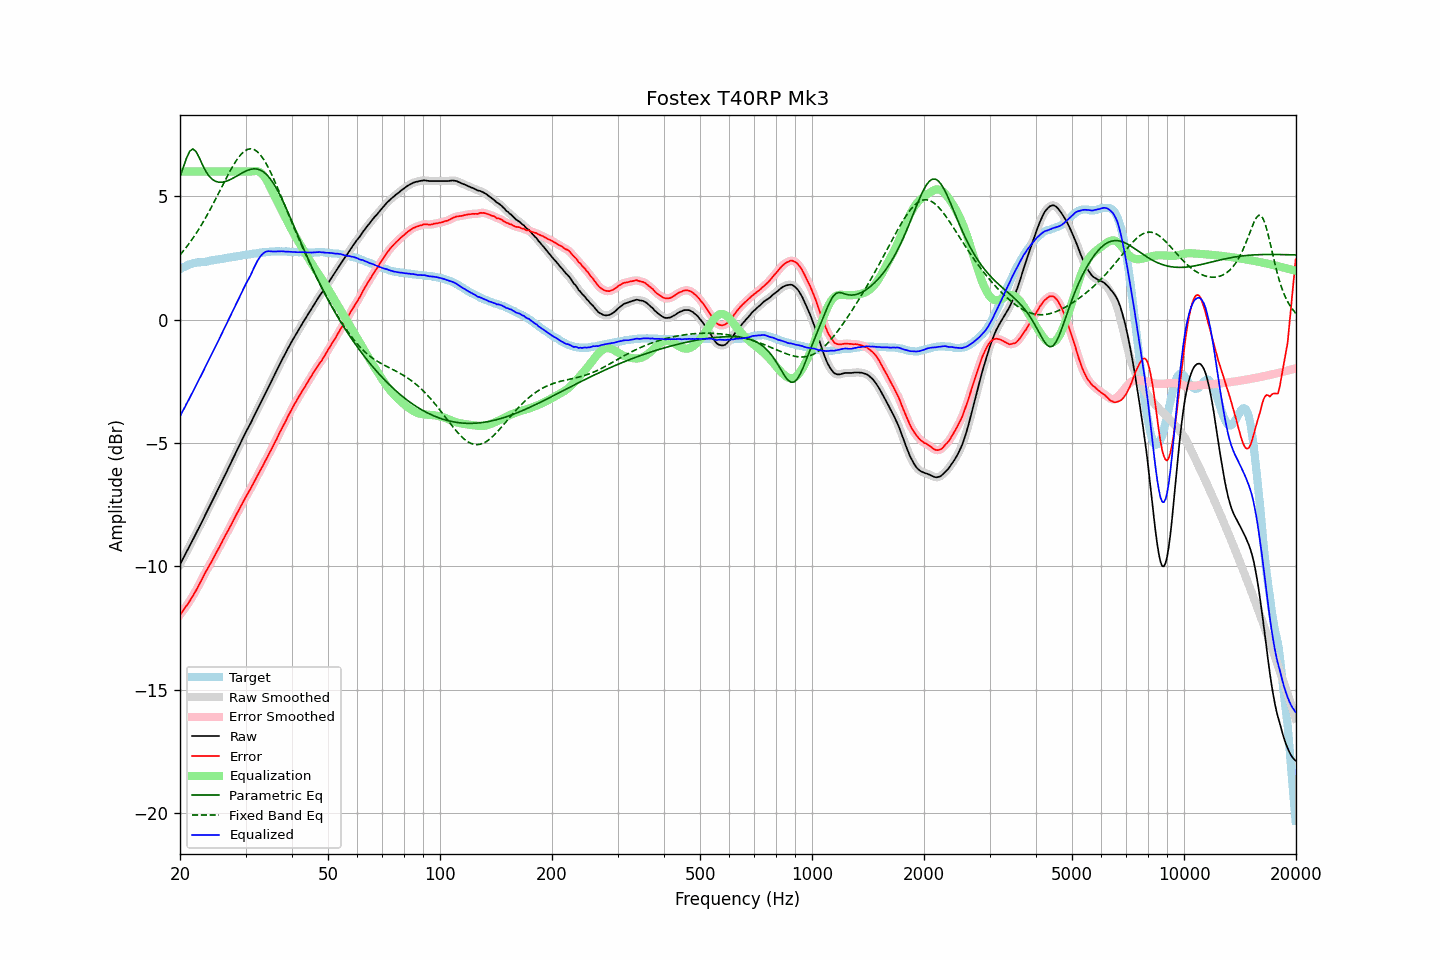 Fostex T40RP Mk3
Amplitude (dBr)
5
0
−5
−10
−15
−20
Target
Raw Smoothed
Error Smoothed
Raw
Error
Equalization
Parametric Eq
Fixed Band Eq
Equalized
20 50 100 200 500 1000 2000 5000 10000 20000
Frequency (Hz)